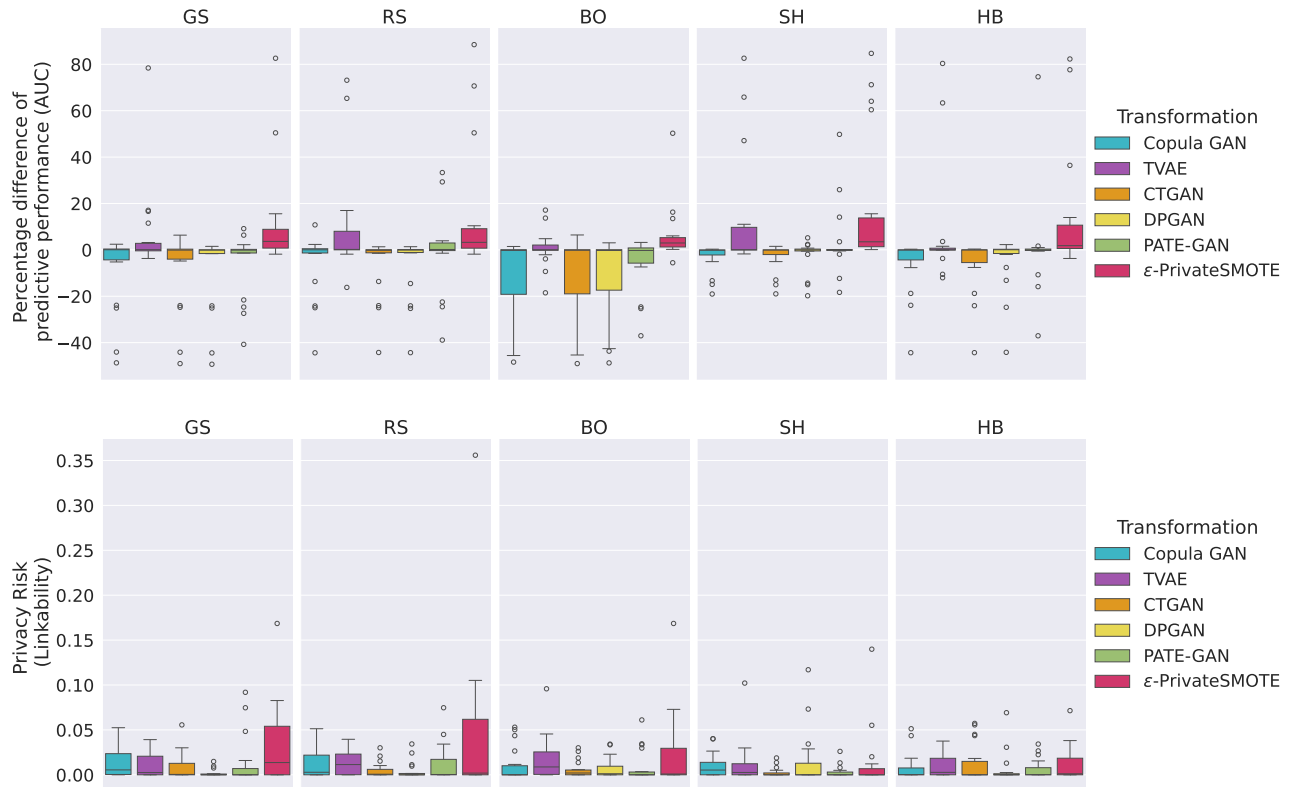 GS RS BO SH HB
Percentage difference of
predictive performance (AUC)
80
60
40
20
0
−20
−40
Transformation
Copula GAN
TVAE
CTGAN
DPGAN
PATE-GAN
ε-PrivateSMOTE
GS RS BO SH HB
Privacy Risk
(Linkability)
0.35
0.30
0.25
0.20
0.15
0.10
0.05
0.00
Transformation
Copula GAN
TVAE
CTGAN
DPGAN
PATE-GAN
ε-PrivateSMOTE